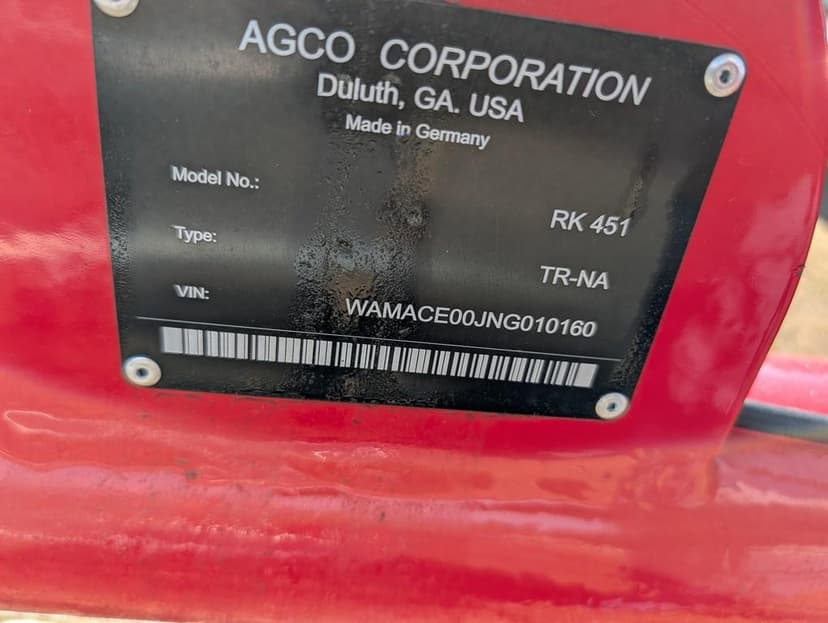 AGCO CORPORATION
Duluth, GA. USA
Made in Germany
Model No.: RK 451
Type: TR-NA
VIN: WAMACE00JNG010160